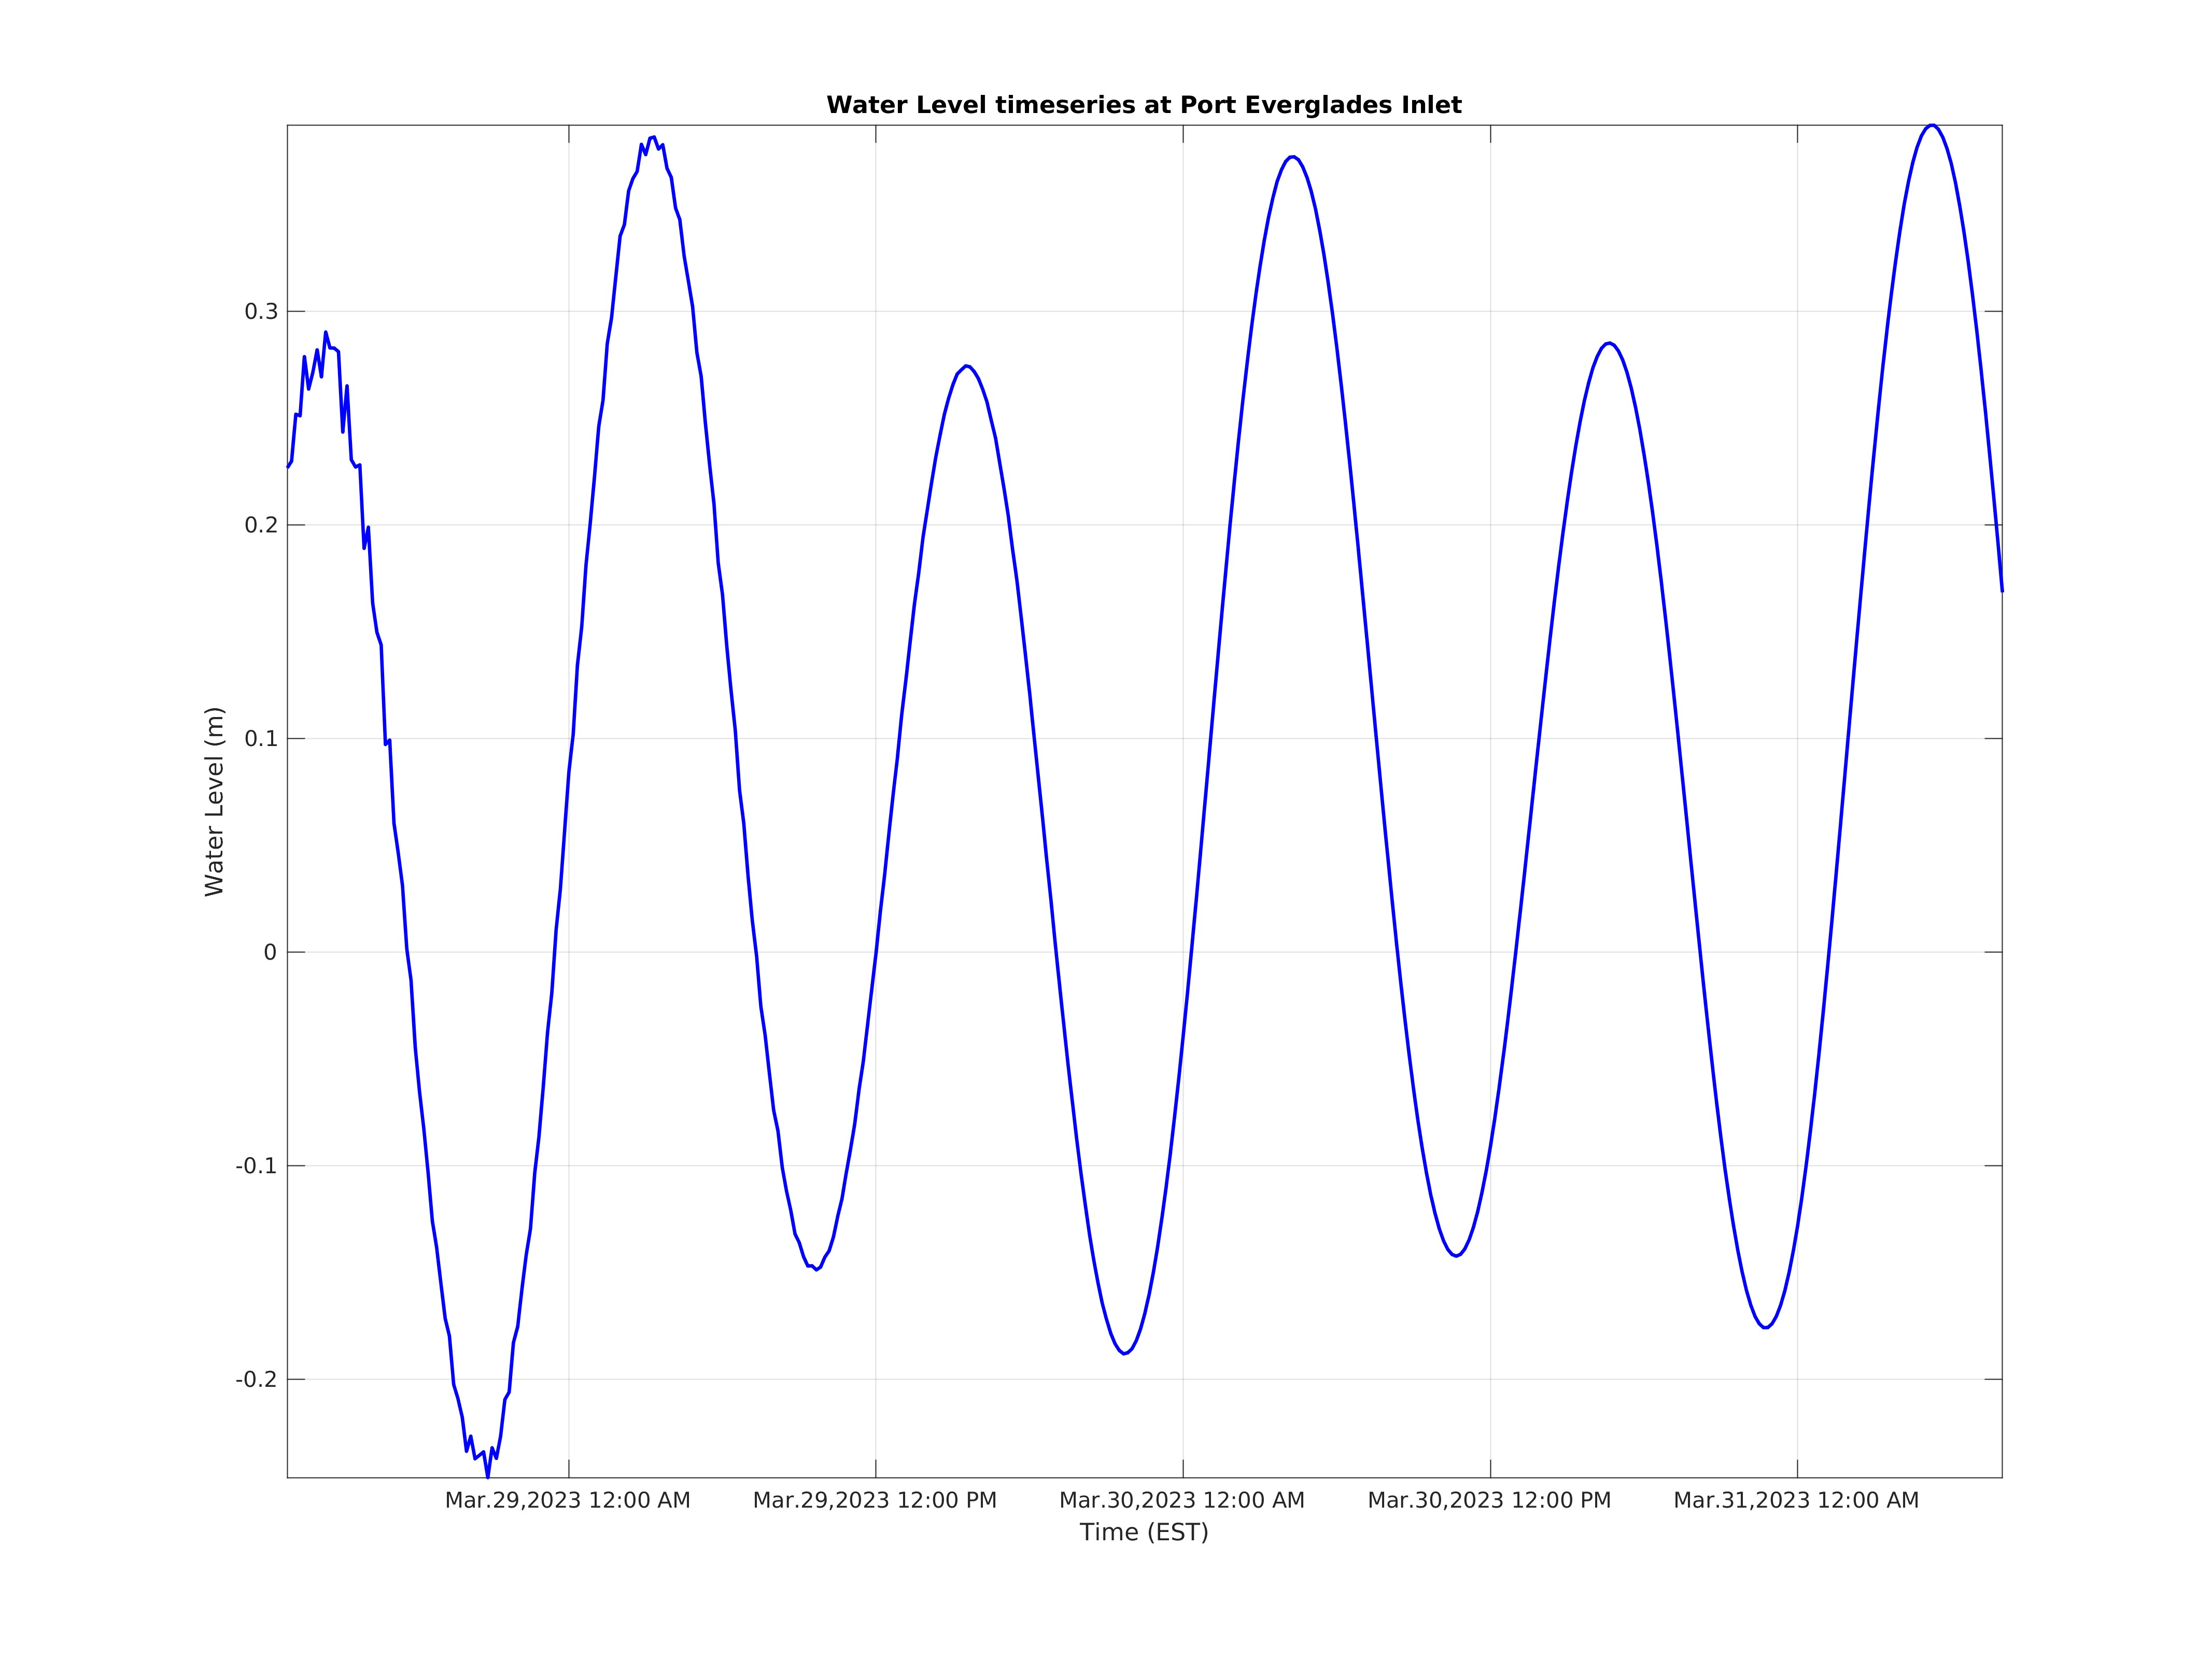 Water Level timeseries at Port Everglades Inlet
0.3
0.2
0.1
0
-0.1
-0.2
Water Level (m)
Mar.29,2023 12:00 AM
Mar.29,2023 12:00 PM
Mar.30,2023 12:00 AM
Mar.30,2023 12:00 PM
Mar.31,2023 12:00 AM
Time (EST)